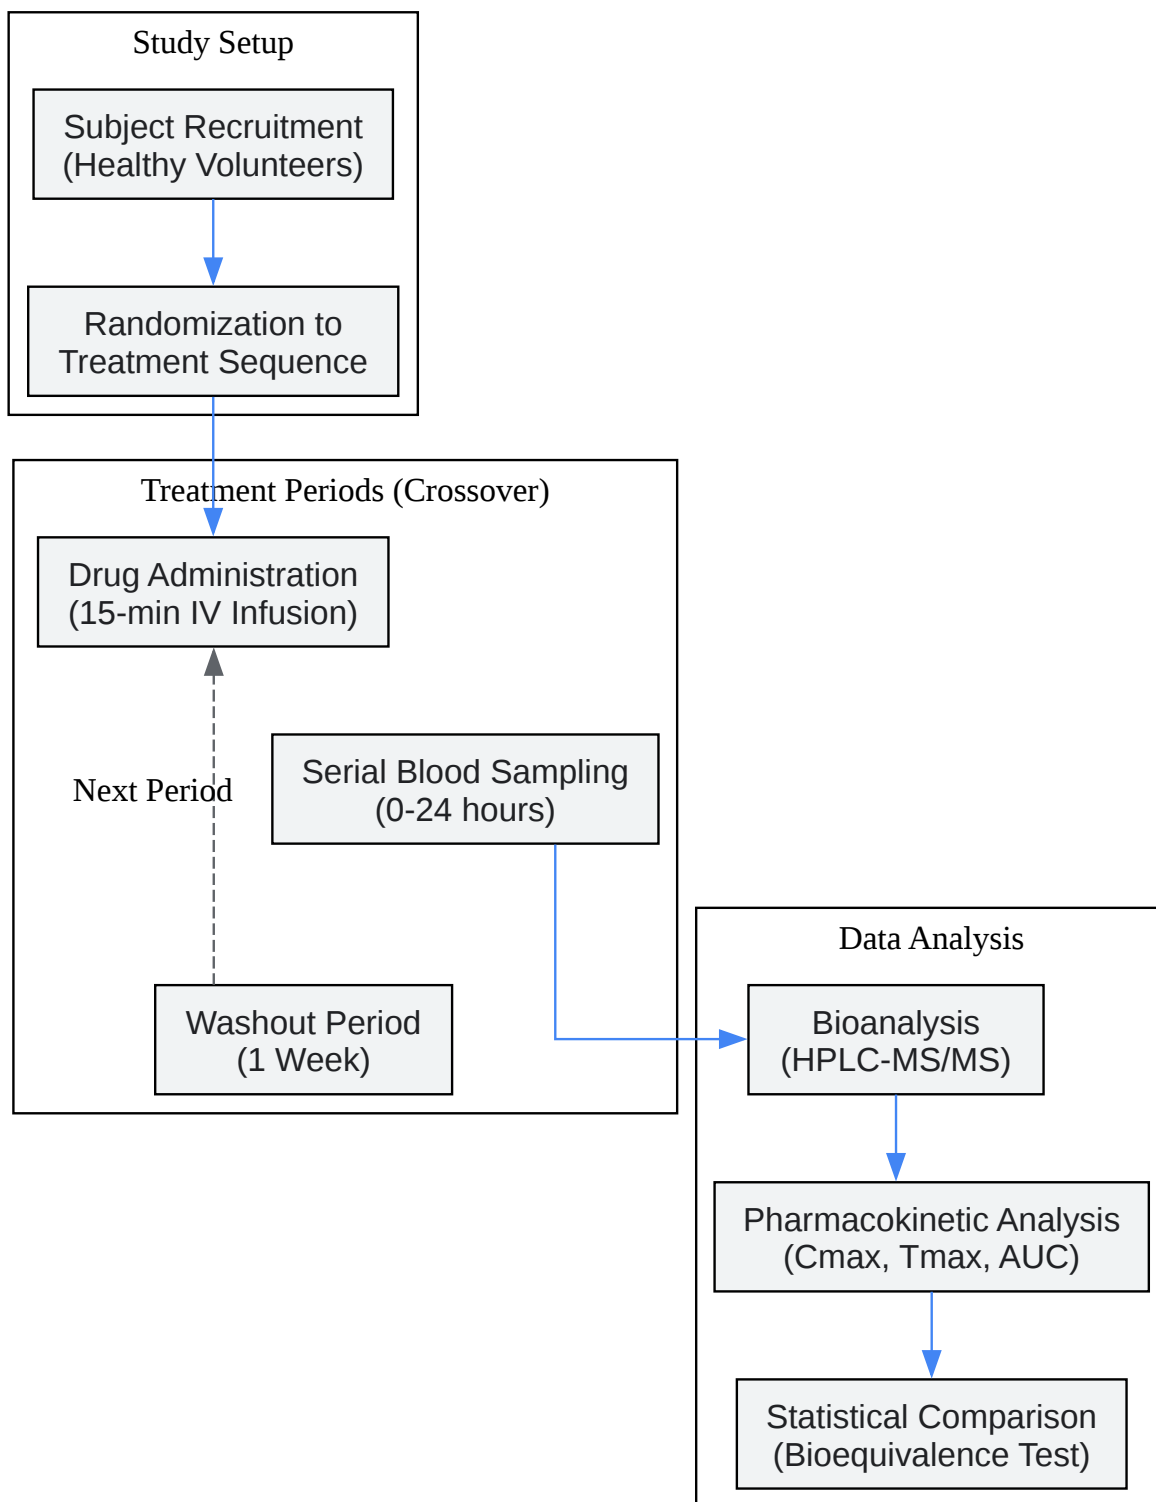 Study Setup
Subject Recruitment
(Healthy Volunteers)
Randomization to
Treatment Sequence
Treatment Periods (Crossover)
Drug Administration
(15-min IV Infusion)
Next Period
Serial Blood Sampling
(0-24 hours)
Washout Period
(1 Week)
Data Analysis
Bioanalysis
(HPLC-MS/MS)
Pharmacokinetic Analysis
(Cmax, Tmax, AUC)
Statistical Comparison
(Bioequivalence Test)